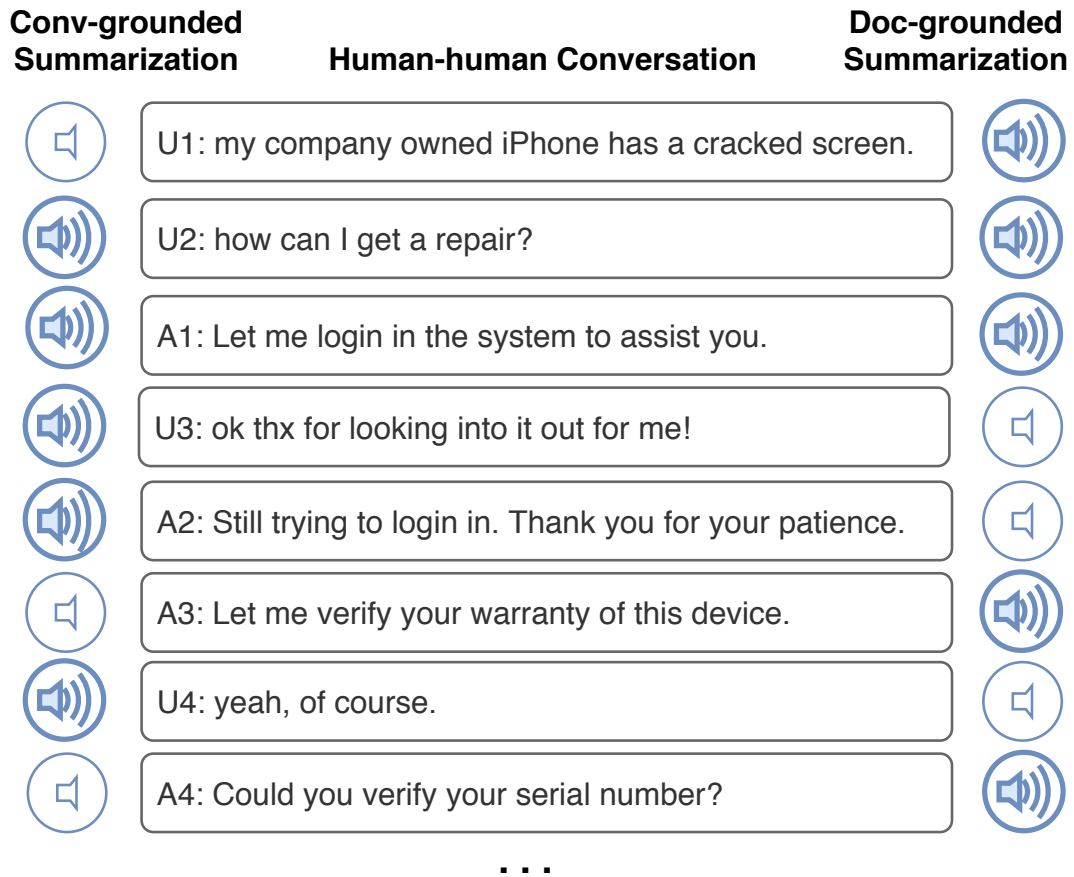 Conv-grounded
Summarization
Human-human Conversation
Doc-grounded
Summarization
U1: my company owned iPhone has a cracked screen.
U2: how can I get a repair?
A1: Let me login in the system to assist you.
U3: ok thx for looking into it out for me!
A2: Still trying to login in. Thank you for your patience.
A3: Let me verify your warranty of this device.
U4: yeah, of course.
A4: Could you verify your serial number?
...